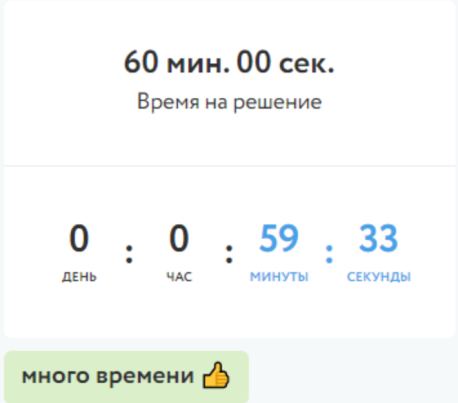 60 мин. 00 сек.
Время на решение
0 : 0 : 59 : 33
ДЕНЬ ЧАС МИНУТЫ СЕКУНДЫ
много времени 👍